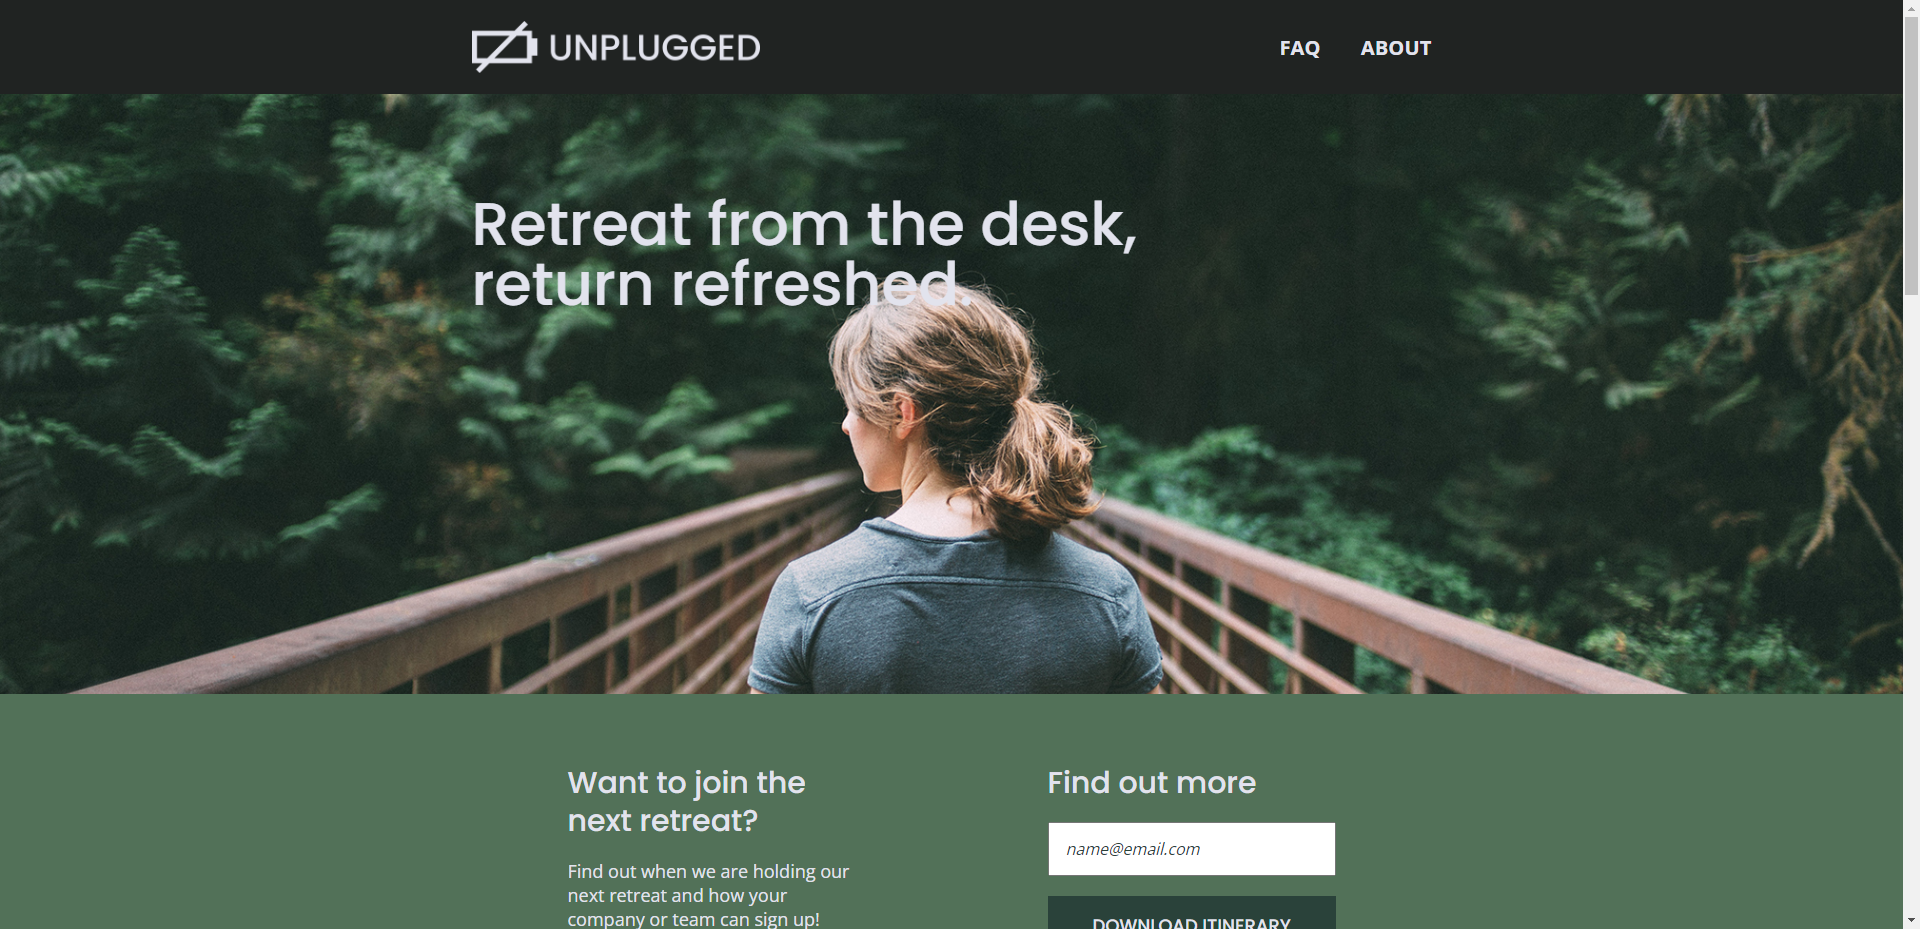 UNPLUGGED
FAQ
ABOUT
Retreat from the desk,
return refreshed.
Want to join the
next retreat?
Find out when we are holding our
next retreat and how your
company or team can sign up!
Find out more
name@email.com
DOWNLOAD ITINERARY